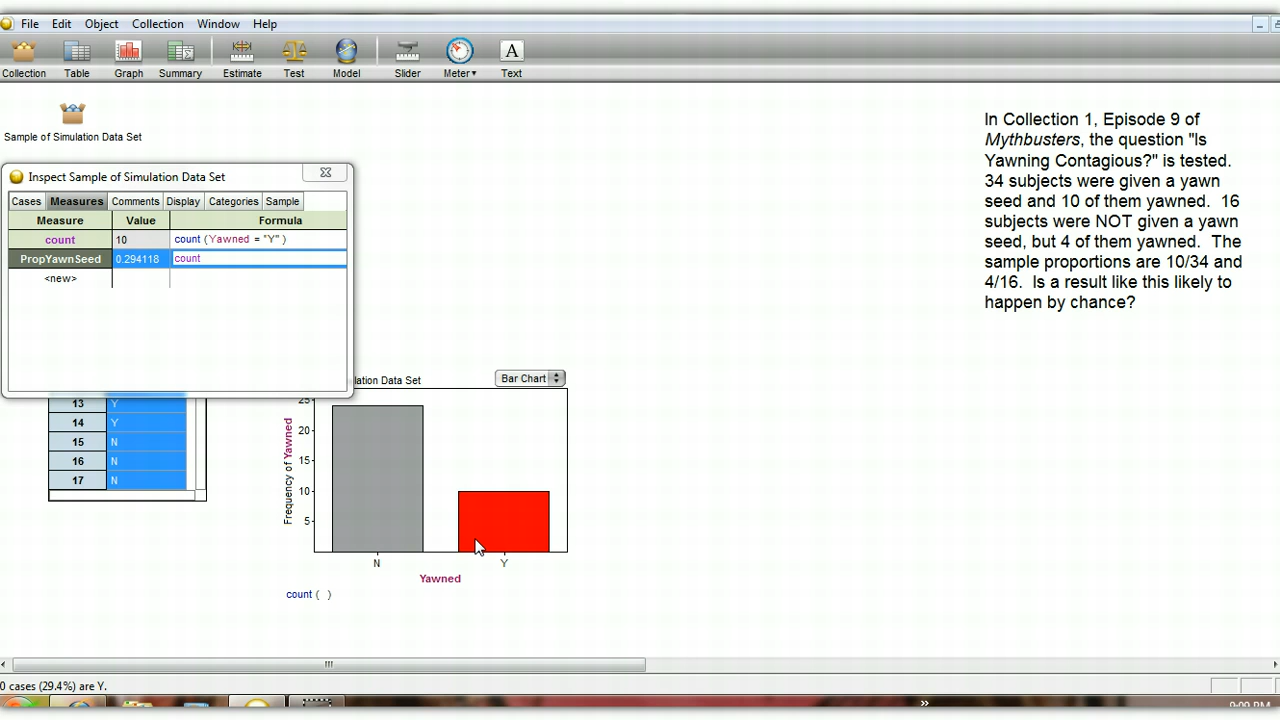 File Edit Object Collection Window Help
Collection Table Graph Summary Estimate Test Model Slider Meter▾ A Text
Sample of Simulation Data Set
Inspect Sample of Simulation Data Set
Cases Measures Comments Display Categories Sample
Measure Value Formula
count 10 count (Yawned = "Y" )
PropYawnSeed 0.294118 count
<new>
In Collection 1, Episode 9 of
Mythbusters, the question "Is
Yawning Contagious?" is tested.
34 subjects were given a yawn
seed and 10 of them yawned. 16
subjects were NOT given a yawn
seed, but 4 of them yawned. The
sample proportions are 10/34 and
4/16. Is a result like this likely to
happen by chance?
13 Y
14 Y
15 N
16 N
17 N
lation Data Set Bar Chart
25
20
15
10
5
Frequency of Yawned
N Y
Yawned
count ( )
0 cases (29.4%) are Y.
9:09 PM